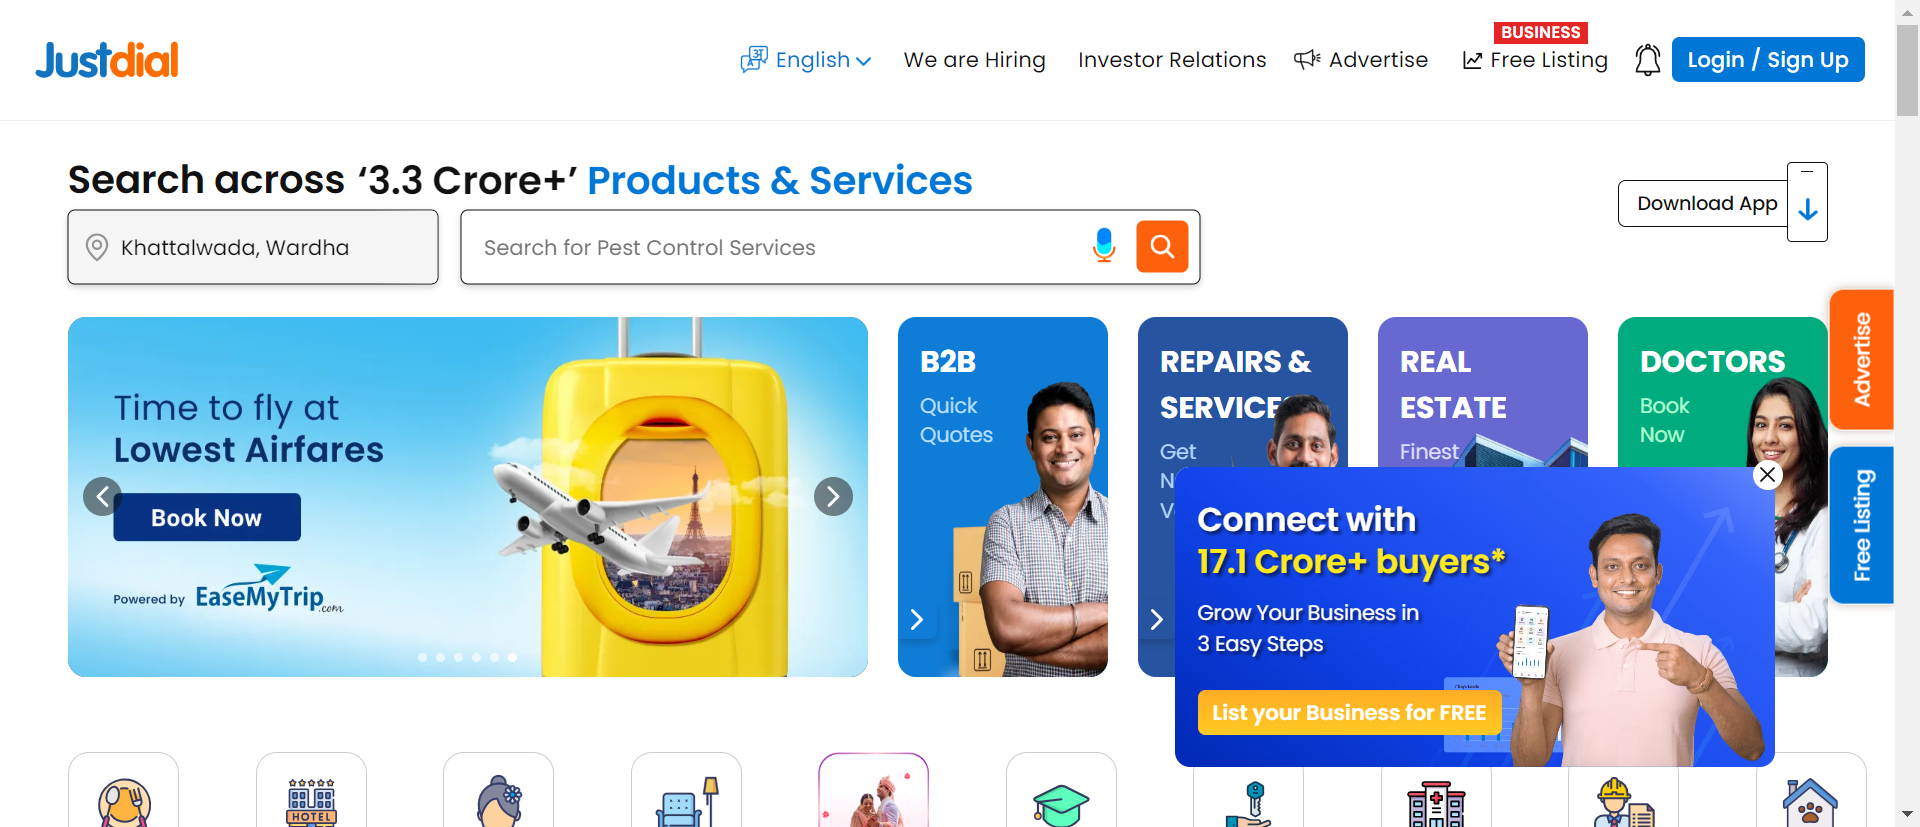 Justdial
English
We are Hiring
Investor Relations
Advertise
BUSINESS
Free Listing
Login / Sign Up
Search across ‘3.3 Crore+’ Products & Services
Download App
Khattalwada, Wardha
Search for Pest Control Services
Time to fly at
Lowest Airfares
Book Now
Powered by EaseMyTrip.com
B2B
Quick
Quotes
REPAIRS &
SERVICE
Get
N
V
REAL
ESTATE
Finest
DOCTORS
Book
Now
Advertise
Free Listing
Connect with
17.1 Crore+ buyers*
Grow Your Business in
3 Easy Steps
List your Business for FREE
HOTEL